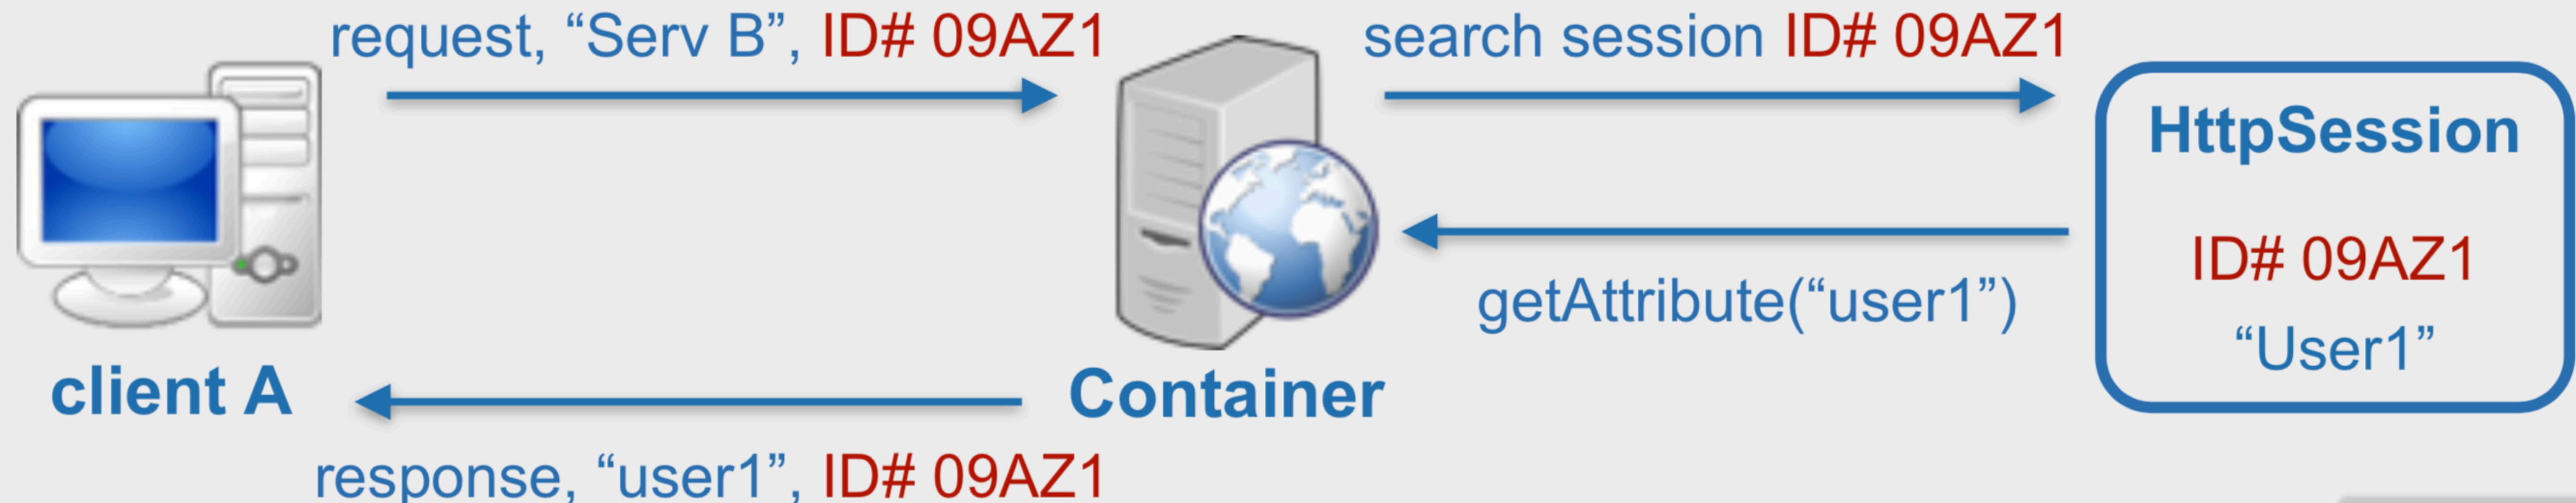 request, “Serv B”, ID# 09AZ1
search session ID# 09AZ1
HttpSession
ID# 09AZ1
“User1”
getAttribute(“user1”)
client A
Container
response, “user1”, ID# 09AZ1